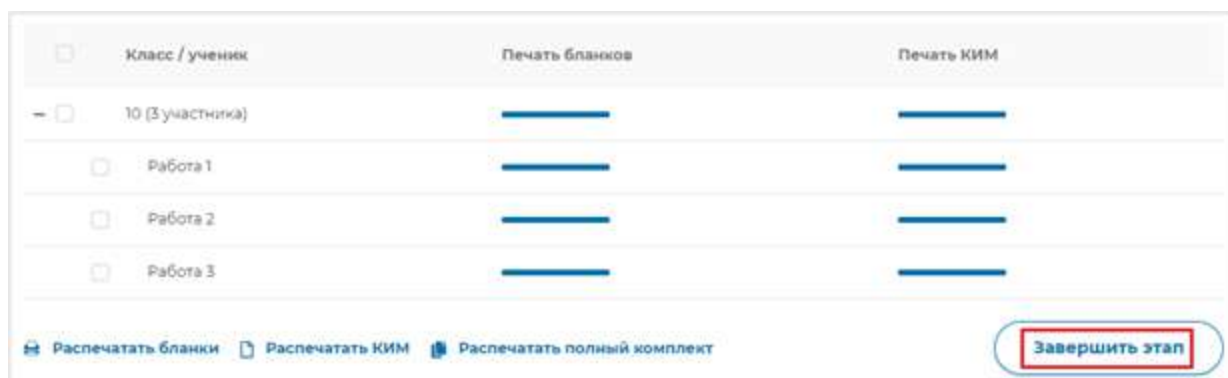 Класс / ученик Печать бланков Печать КИМ
10 (3 участника)
Работа 1
Работа 2
Работа 3
Распечатать бланки Распечатать КИМ Распечатать полный комплект Завершить этап